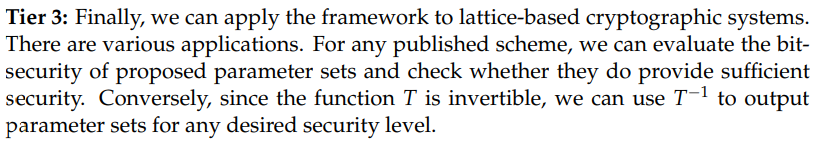 Tier 3: Finally, we can apply the framework to lattice-based cryptographic systems.
There are various applications. For any published scheme, we can evaluate the bit-
security of proposed parameter sets and check whether they do provide sufficient
security. Conversely, since the function T is invertible, we can use T⁻¹ to output
parameter sets for any desired security level.